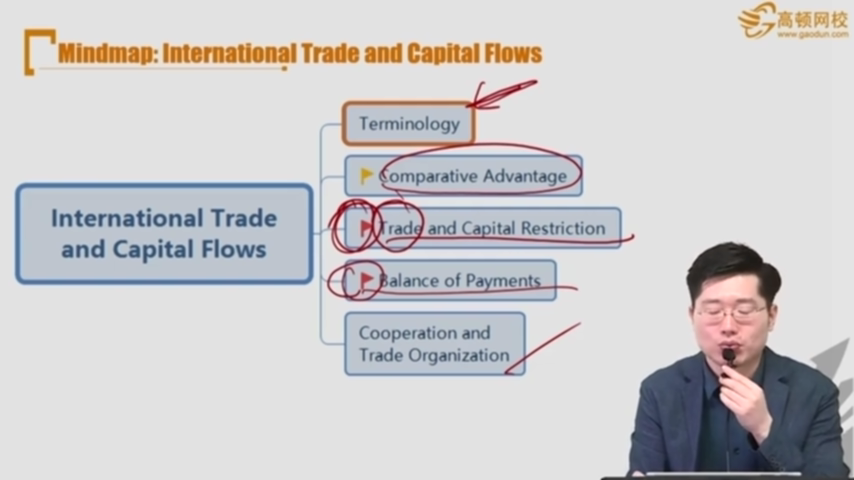 高顿网校
www.gaodun.com
Mindmap: International Trade and Capital Flows
Terminology
Comparative Advantage
International Trade
and Capital Flows
Trade and Capital Restriction
Balance of Payments
Cooperation and
Trade Organization